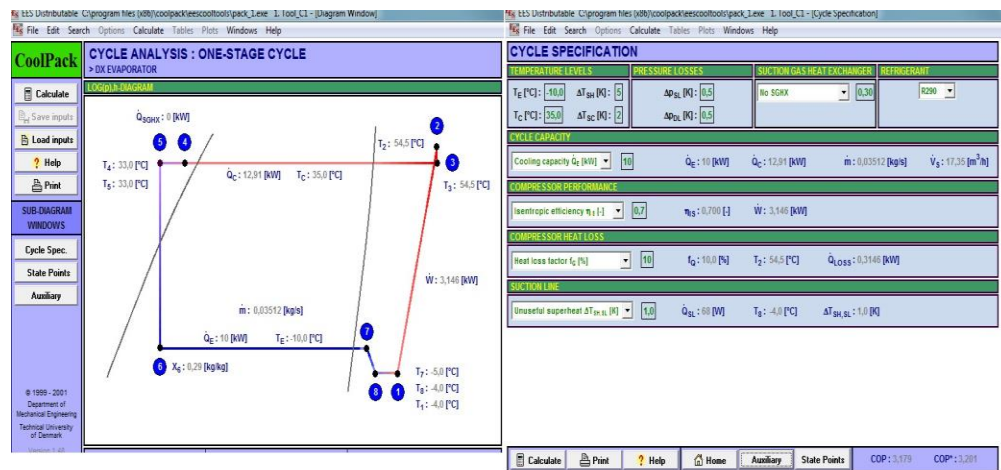 EES Distributable C:\program files (x86)\coolpack\eescooltools\pack_1.exe 1. Tool_C1 - [Diagram Window]
File Edit Search Options Calculate Tables Plots Windows Help
CoolPack
CYCLE ANALYSIS : ONE-STAGE CYCLE
> DX EVAPORATOR
LOG(p),h-DIAGRAM
Calculate
Save inputs
Load inputs
? Help
Print
SUB-DIAGRAM
WINDOWS
Cycle Spec.
State Points
Auxiliary
© 1999 - 2001
Department of
Mechanical Engineering
Technical University
of Denmark
Version 1.46
Q̇SGHX : 0 [kW]
5 4
2
T2 : 54,5 [°C]
3
T4 : 33,0 [°C]
Q̇C : 12,91 [kW] TC : 35,0 [°C]
T5 : 33,0 [°C]
T3 : 54,5 [°C]
Ẇ : 3,146 [kW]
ṁ : 0,03512 [kg/s]
Q̇E : 10 [kW] TE : -10,0 [°C]
7
6
X6 : 0,29 [kg/kg]
8 1
T7 : -5,0 [°C]
T8 : -4,0 [°C]
T1 : -4,0 [°C]
EES Distributable C:\program files (x86)\coolpack\eescooltools\pack_1.exe 1. Tool_C1 - [Cycle Specification]
File Edit Search Options Calculate Tables Plots Windows Help
CYCLE SPECIFICATION
TEMPERATURE LEVELS PRESSURE LOSSES SUCTION GAS HEAT EXCHANGER REFRIGERANT
TE [°C] : -10,0 ΔTSH [K] : 5 ΔpSL [K] : 0,5 No SGHX 0,30 R290
TC [°C] : 35,0 ΔTSC [K] : 2 ΔpDL [K] : 0,5
CYCLE CAPACITY
Cooling capacity Q̇E [kW] 10 Q̇E : 10 [kW] Q̇C : 12,91 [kW] ṁ : 0,03512 [kg/s] V̇S : 17,35 [m³/h]
COMPRESSOR PERFORMANCE
Isentropic efficiency ηIS [-] 0,7 ηIS : 0,700 [-] Ẇ : 3,146 [kW]
COMPRESSOR HEAT LOSS
Heat loss factor fQ [%] 10 fQ : 10,0 [%] T2 : 54,5 [°C] Q̇LOSS : 0,3146 [kW]
SUCTION LINE
Unuseful superheat ΔTSH,SL [K] 1,0 Q̇SL : 68 [W] T8 : -4,0 [°C] ΔTSH,SL : 1,0 [K]
Calculate Print ? Help Home Auxiliary State Points COP : 3,179 COP* : 3,201